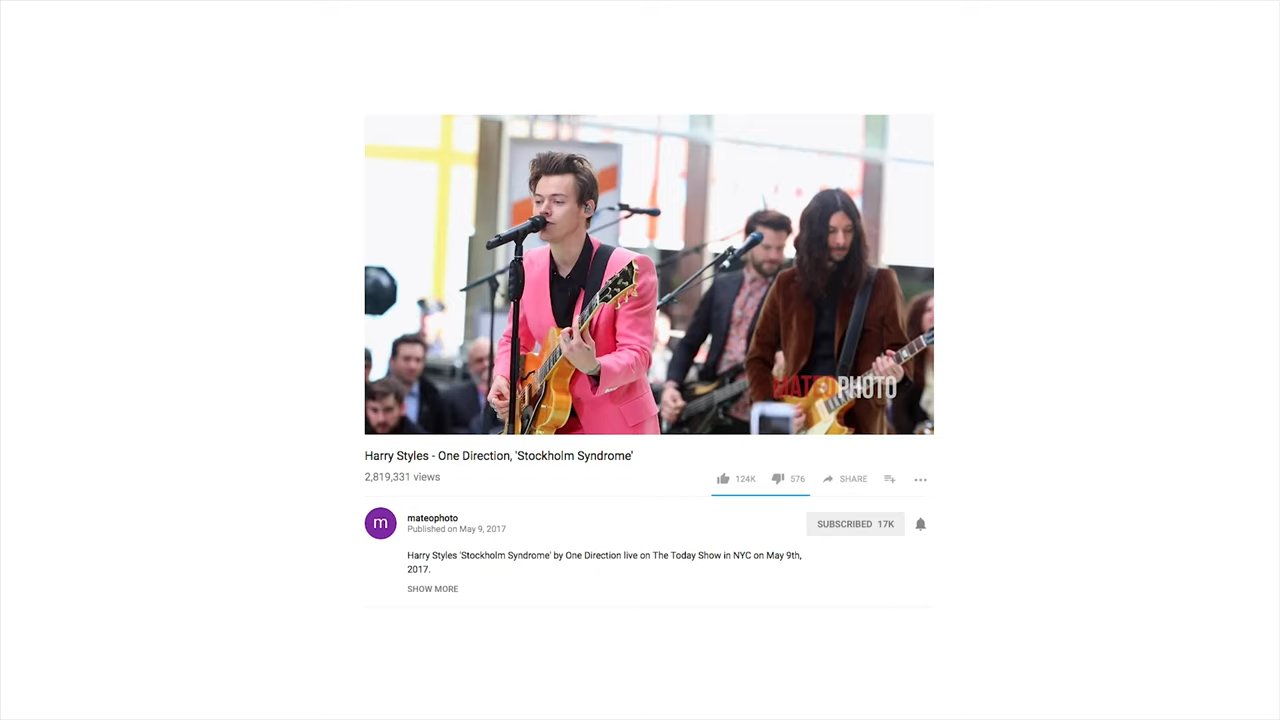 MATEOPHOTO
Harry Styles - One Direction, 'Stockholm Syndrome'
2,819,331 views
124K 576 SHARE
m
mateophoto
Published on May 9, 2017
SUBSCRIBED 17K
Harry Styles 'Stockholm Syndrome' by One Direction live on The Today Show in NYC on May 9th,
2017.
SHOW MORE